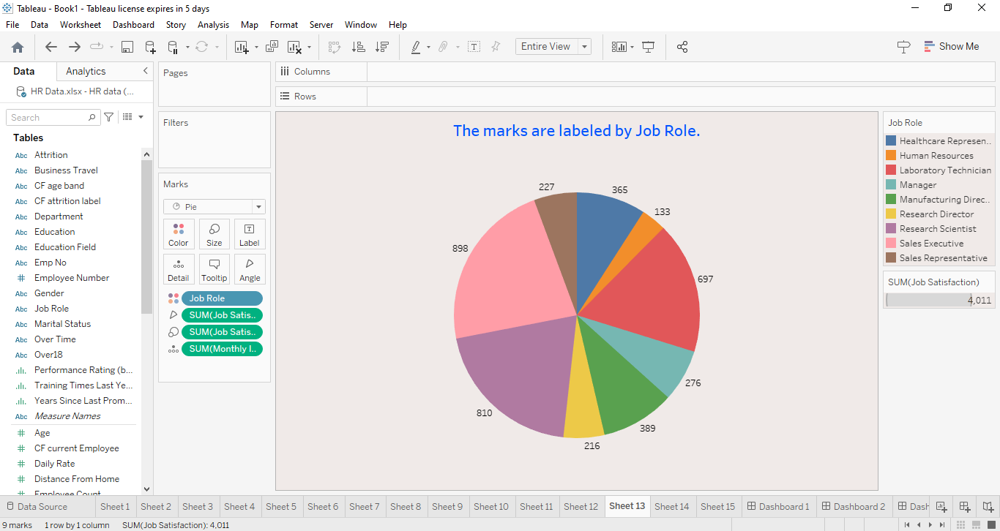 Tableau - Book1 - Tableau license expires in 5 days
File Data Worksheet Dashboard Story Analysis Map Format Server Window Help
Entire View
Show Me
Data Analytics
HR Data.xlsx - HR data (...
Search
Tables
Abc Attrition
Abc Business Travel
Abc CF age band
Abc CF attrition label
Abc Department
Abc Education
Abc Education Field
Abc Emp No
# Employee Number
Abc Gender
Abc Job Role
Abc Marital Status
Abc Over Time
Abc Over18
Performance Rating (b...
Training Times Last Ye...
Years Since Last Prom...
Abc Measure Names
# Age
# CF current Employee
# Daily Rate
# Distance From Home
# Employee Count
Pages
Filters
Marks
Pie
Color Size Label
Detail Tooltip Angle
Job Role
SUM(Job Satis..
SUM(Job Satis..
SUM(Monthly I..
Columns
Rows
The marks are labeled by Job Role.
227
365
133
898
697
276
810
389
216
Job Role
Healthcare Represen..
Human Resources
Laboratory Technician
Manager
Manufacturing Direc..
Research Director
Research Scientist
Sales Executive
Sales Representative
SUM(Job Satisfaction)
4,011
Data Source Sheet 1 Sheet 2 Sheet 3 Sheet 4 Sheet 5 Sheet 6 Sheet 7 Sheet 8 Sheet 9 Sheet 10 Sheet 11 Sheet 12 Sheet 13 Sheet 14 Sheet 15 Dashboard 1 Dashboard 2 Dash
9 marks 1 row by 1 column SUM(Job Satisfaction): 4,011